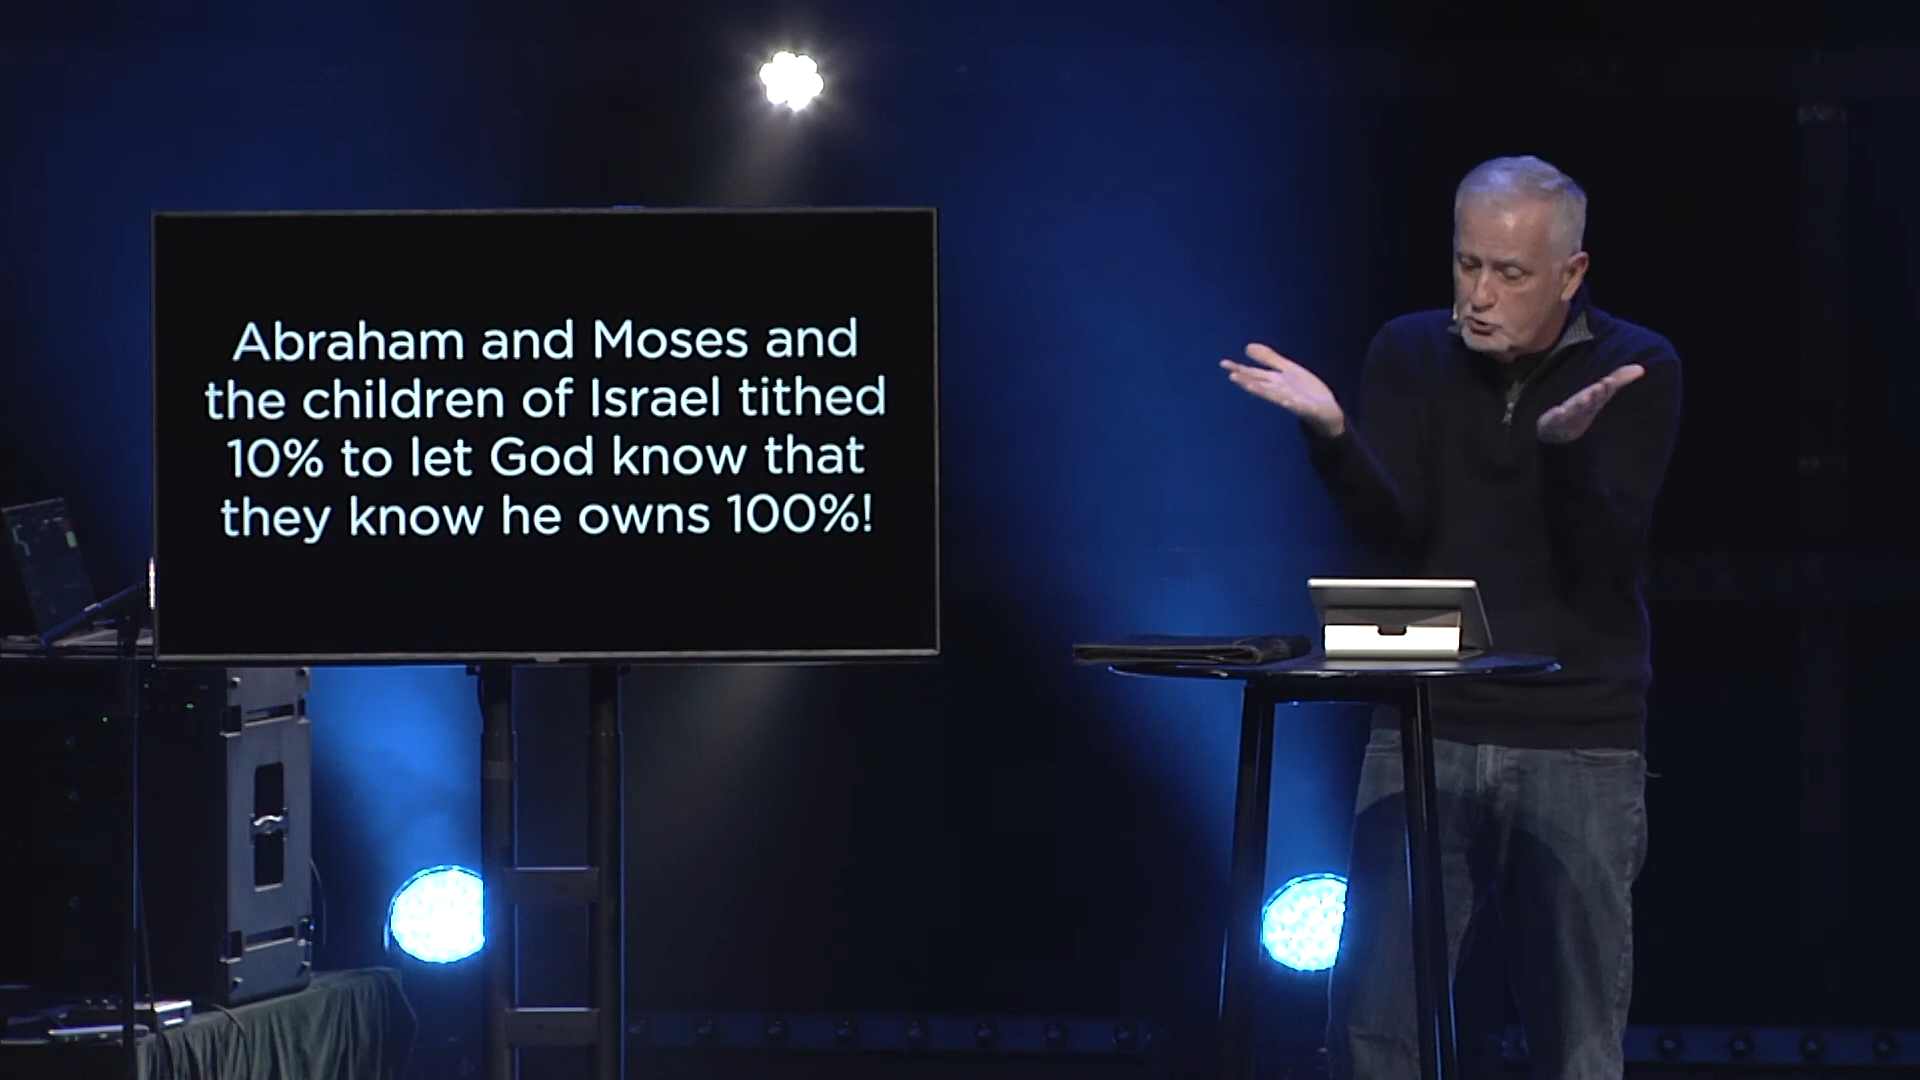 Abraham and Moses and
the children of Israel tithed
10% to let God know that
they know he owns 100%!